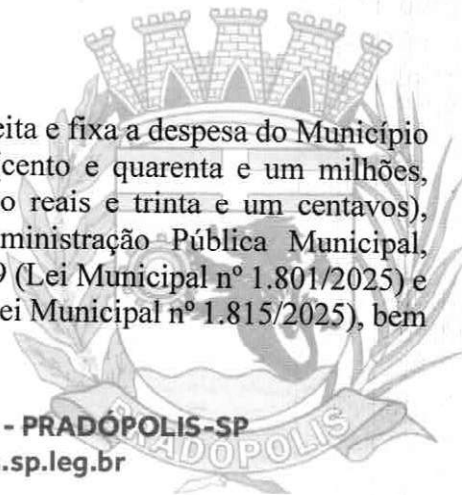 eita e fixa a despesa do Município
cento e quarenta e um milhões,
o reais e trinta e um centavos),
ministração Pública Municipal,
9 (Lei Municipal nº 1.801/2025) e
ei Municipal nº 1.815/2025), bem
- PRADÓPOLIS-SP
.sp.leg.br
PRADÓPOLIS